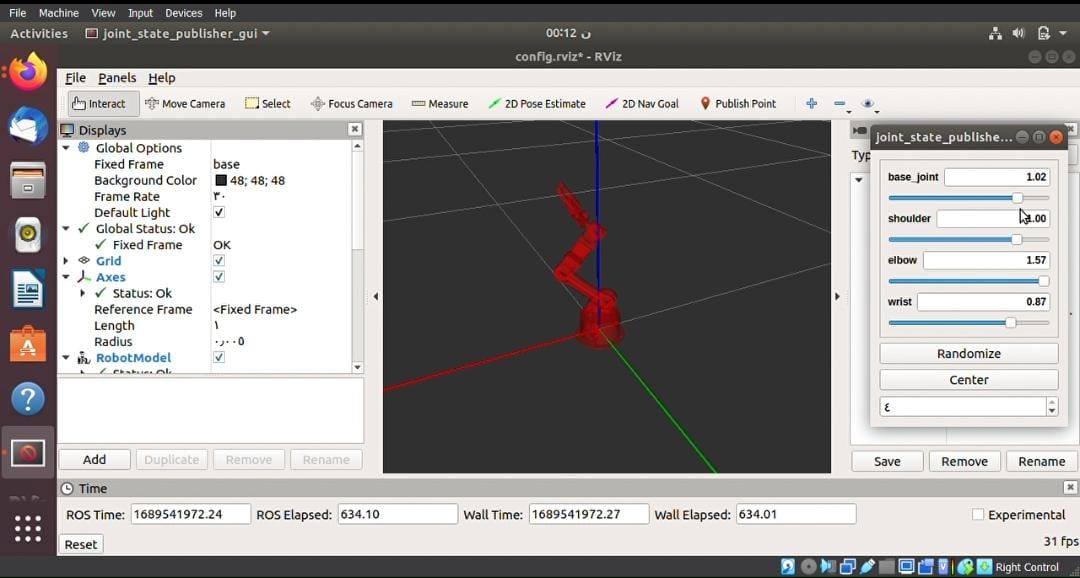 File Machine View Input Devices Help
Activities joint_state_publisher_gui 00:12 ن
config.rviz* - RViz
File Panels Help
Interact Move Camera Select Focus Camera Measure 2D Pose Estimate 2D Nav Goal Publish Point
Displays
joint_state_publishe...
Global Options
Fixed Frame base
Background Color 48; 48; 48
Frame Rate ٣٠
Default Light
Global Status: Ok
Fixed Frame OK
Grid
Axes
Status: Ok
Reference Frame <Fixed Frame>
Length ١
Radius ٠٫٠٠٥
RobotModel
Status: Ok
base_joint 1.02
shoulder 1.00
elbow 1.57
wrist 0.87
Randomize
Center
٤
Add Duplicate Remove Rename
Save Remove Rename
Time
ROS Time: 1689541972.24 ROS Elapsed: 634.10 Wall Time: 1689541972.27 Wall Elapsed: 634.01 Experimental
Reset 31 fps
Right Control